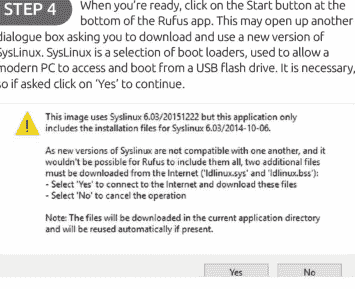 STEP 4
When you're ready, click on the Start button at the
bottom of the Rufus app. This may open up another
dialogue box asking you to download and use a new version of
SysLinux. SysLinux is a selection of boot loaders, used to allow a
modern PC to access and boot from a USB flash drive. It is necessary,
so if asked click on 'Yes' to continue.
This image uses Syslinux 6.03/20151222 but this application only
includes the installation files for Syslinux 6.03/2014-10-06.
As new versions of Syslinux are not compatible with one another, and it
wouldn't be possible for Rufus to include them all, two additional files
must be downloaded from the Internet ('ldlinux.sys' and 'ldlinux.bss'):
- Select 'Yes' to connect to the Internet and download these files
- Select 'No' to cancel the operation
Note: The files will be downloaded in the current application directory
and will be reused automatically if present.
Yes
No